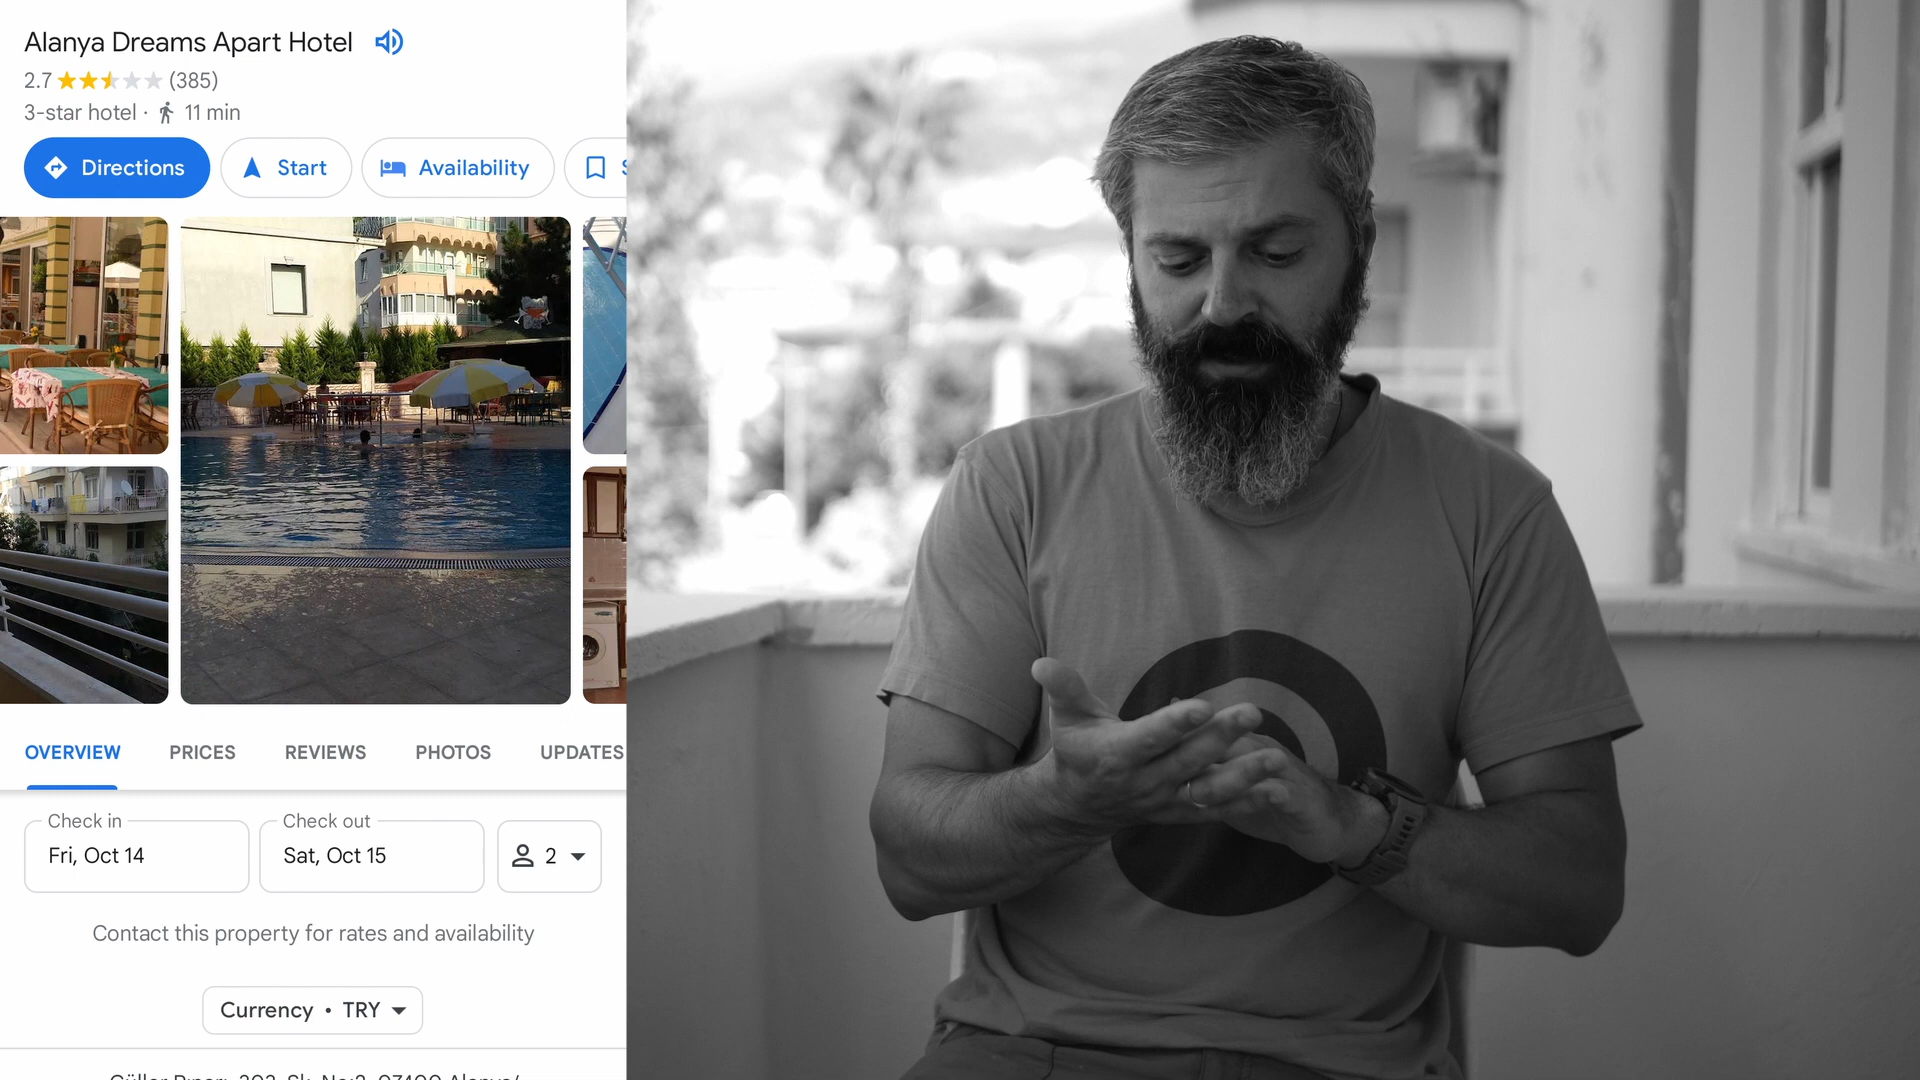 Alanya Dreams Apart Hotel
2.7 (385)
3-star hotel · 11 min
Directions Start Availability
OVERVIEW PRICES REVIEWS PHOTOS UPDATES
Check in Check out
Fri, Oct 14 Sat, Oct 15 2
Contact this property for rates and availability
Currency • TRY